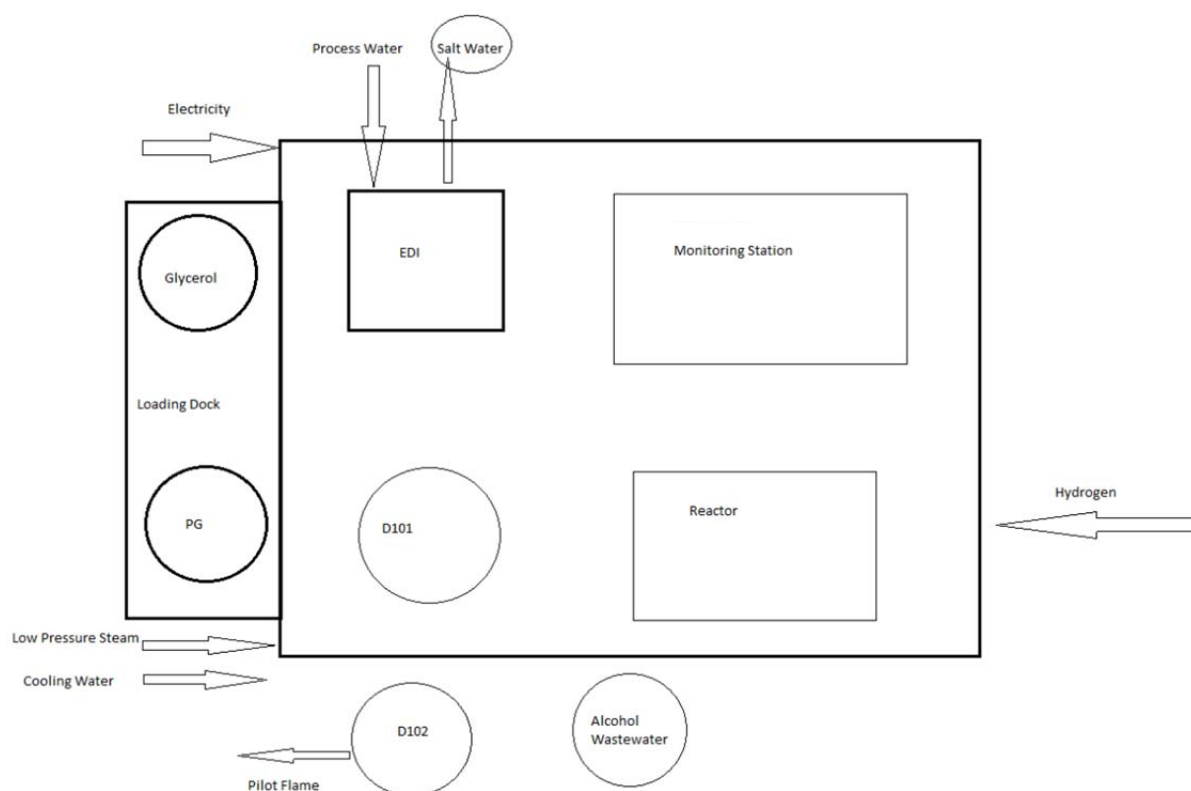 Process Water
Salt Water
Electricity
EDI
Monitoring Station
Glycerol
Loading Dock
Hydrogen
Reactor
PG
D101
Low Pressure Steam
Cooling Water
Alcohol
Wastewater
D102
Pilot Flame